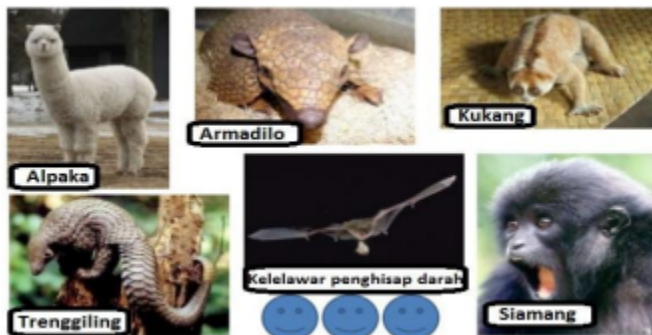 Alpaka
Armadilo
Kukang
Trenggiling
Kelelawar penghisap darah
Siamang